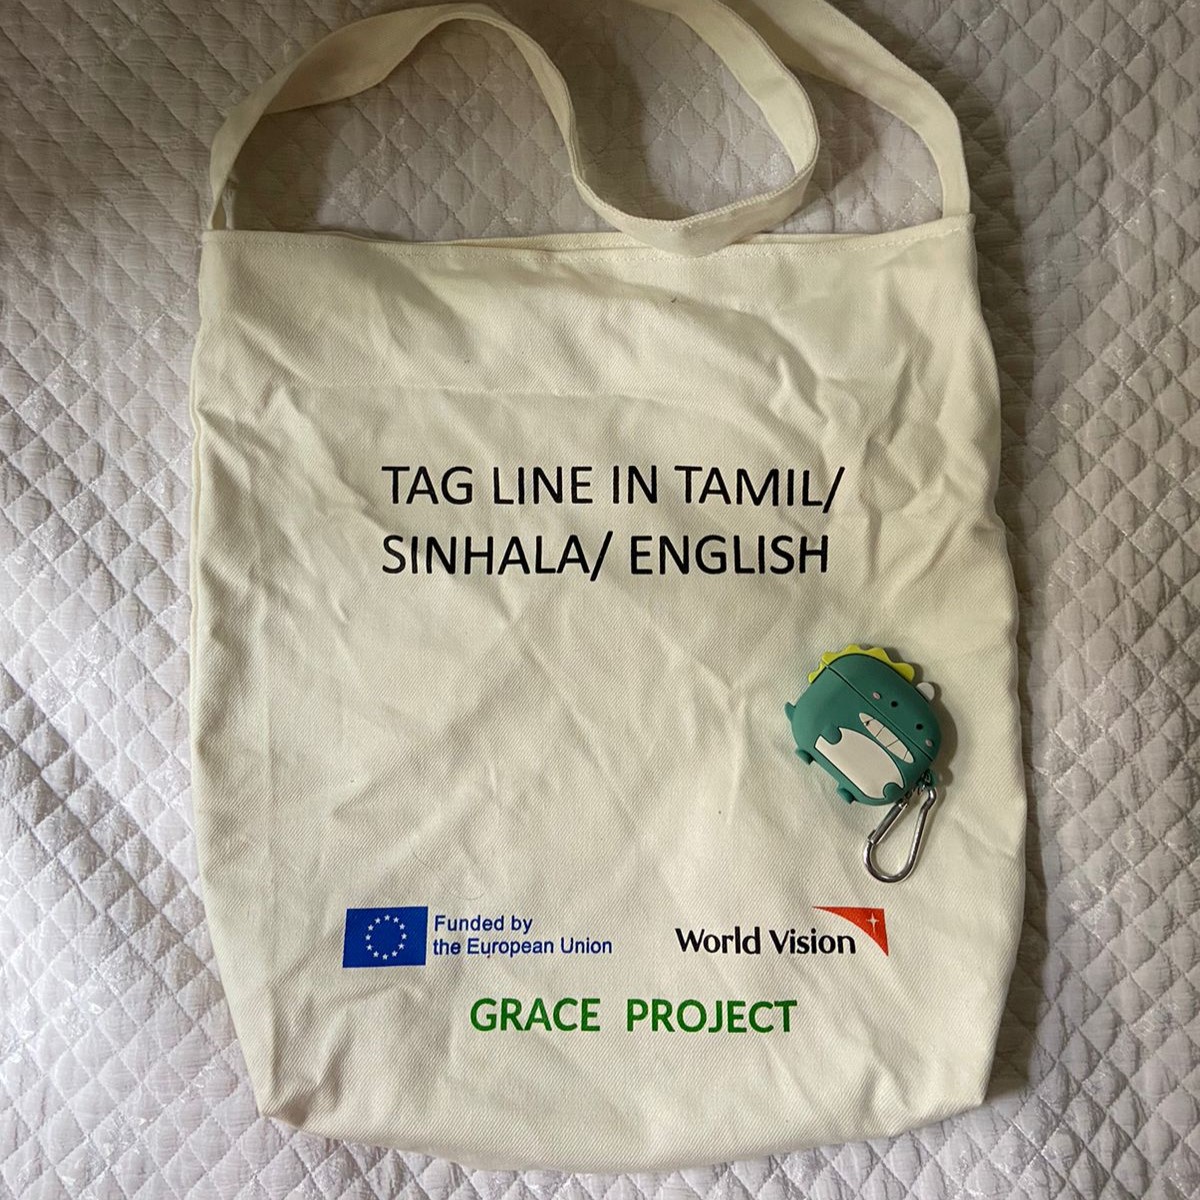 TAG LINE IN TAMIL/
SINHALA/ ENGLISH
Funded by
the European Union
World Vision
GRACE PROJECT